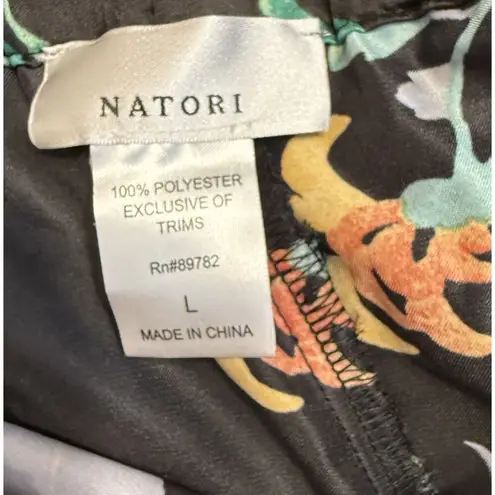 NATORI
100% POLYESTER
EXCLUSIVE OF
TRIMS
Rn#89782
L
MADE IN CHINA